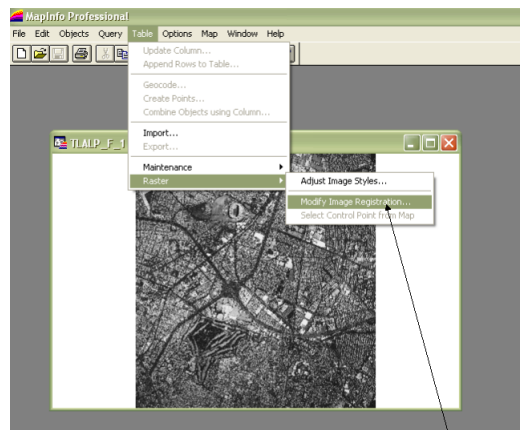 MapInfo Professional
File Edit Objects Query Table Options Map Window Help
Update Column...
Append Rows to Table...
Geocode...
Create Points...
Combine Objects using Column...
Import...
Export...
Maintenance
Raster
TLALP_F_1
Adjust Image Styles...
Modify Image Registration...
Select Control Point from Map